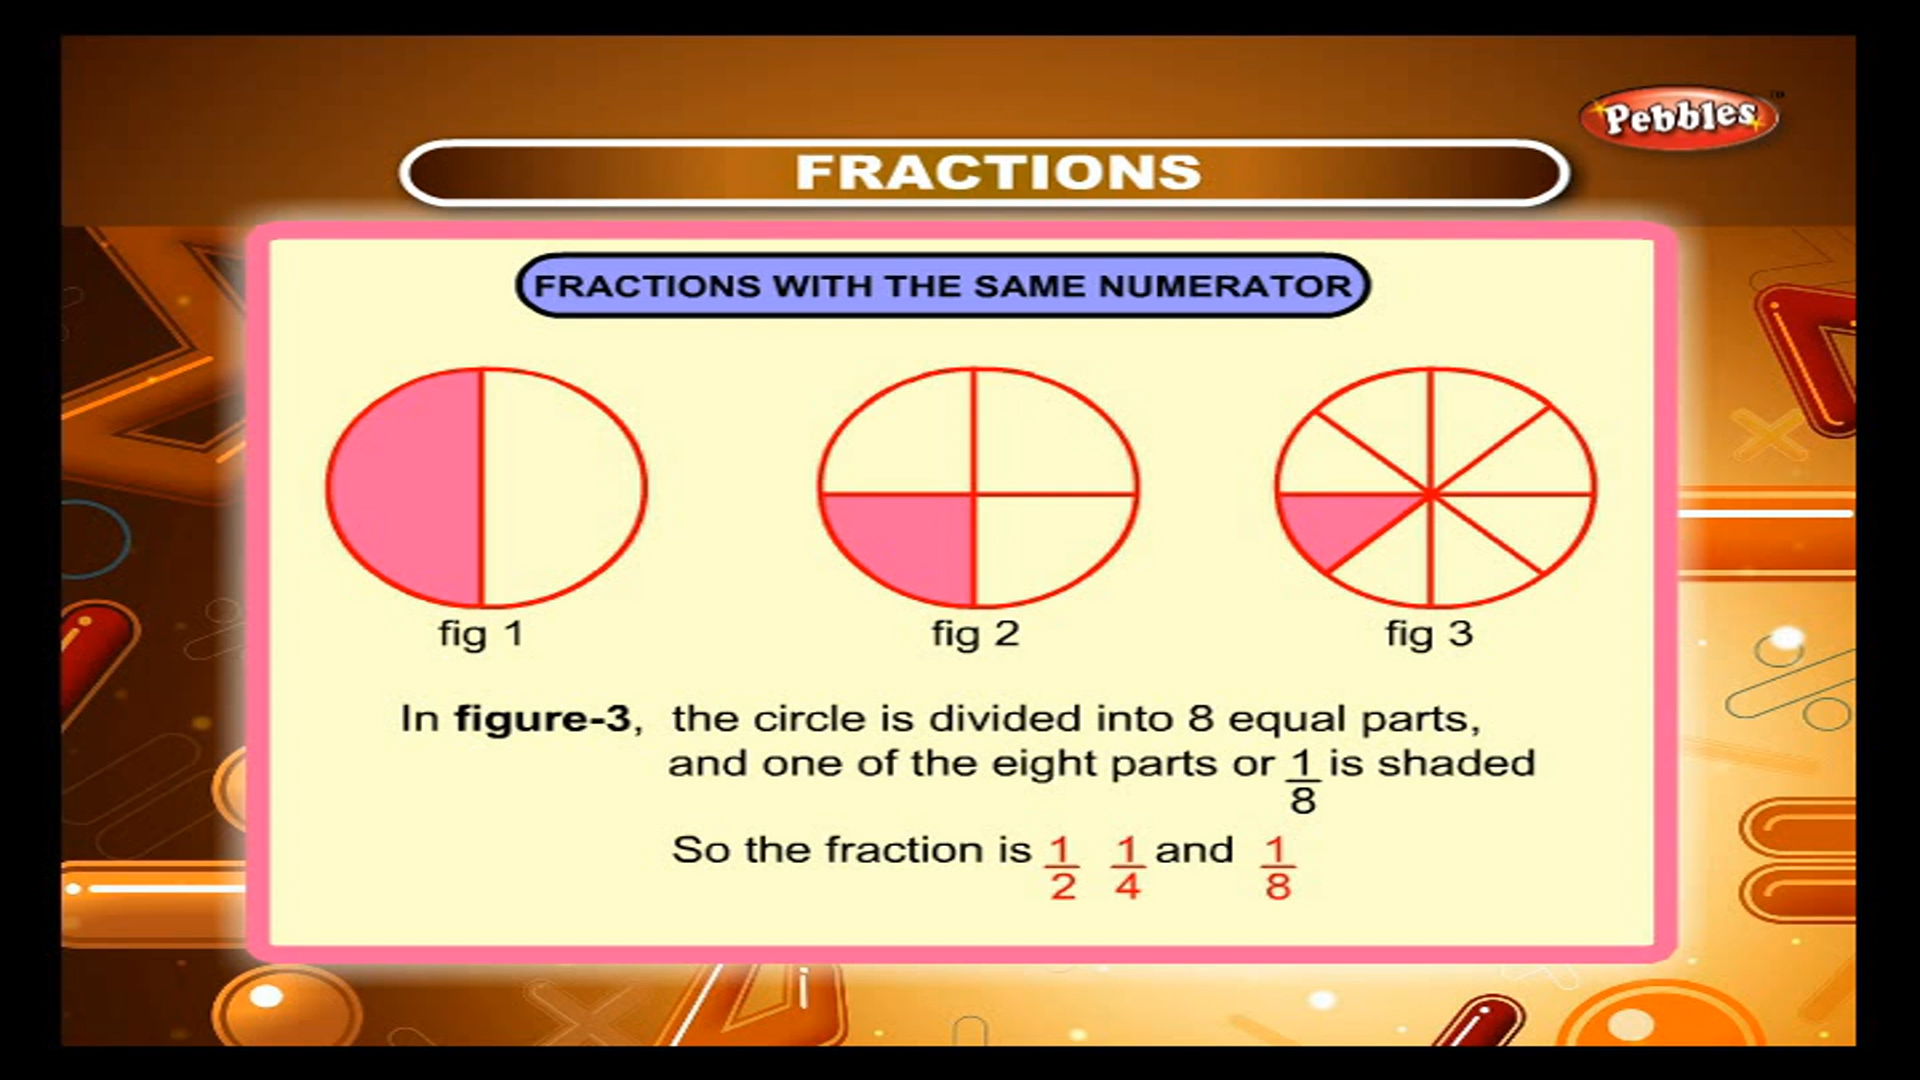 Pebbles™
FRACTIONS
FRACTIONS WITH THE SAME NUMERATOR
fig 1
fig 2
fig 3
In figure-3, the circle is divided into 8 equal parts,
and one of the eight parts or 1/8 is shaded
So the fraction is 1/2 1/4 and 1/8